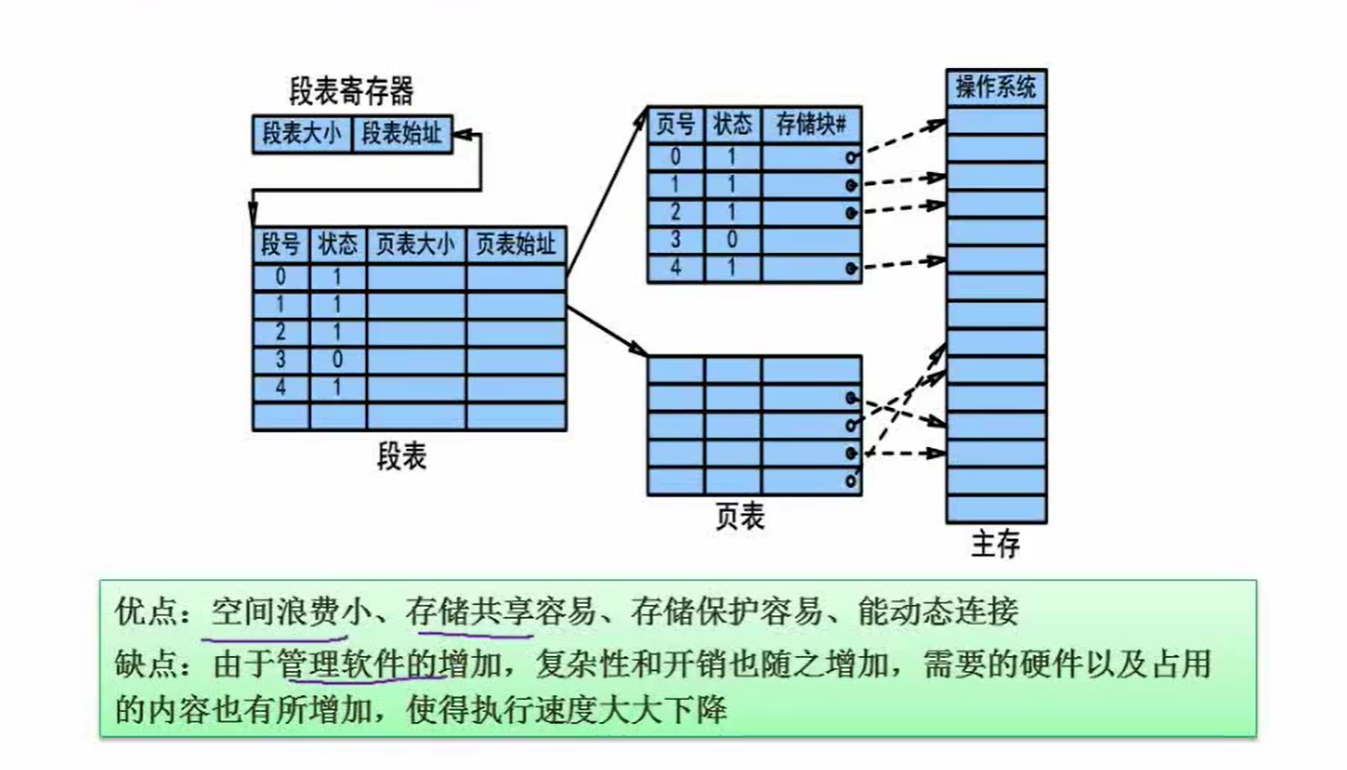 段表寄存器
段表大小 段表始址
段号 状态 页表大小 页表始址
0 1
1 1
2 1
3 0
4 1
段表
页号 状态 存储块#
0 1
1 1
2 1
3 0
4 1
页表
操作系统
主存
优点：空间浪费小、存储共享容易、存储保护容易、能动态连接
缺点：由于管理软件的增加，复杂性和开销也随之增加，需要的硬件以及占用
的内容也有所增加，使得执行速度大大下降